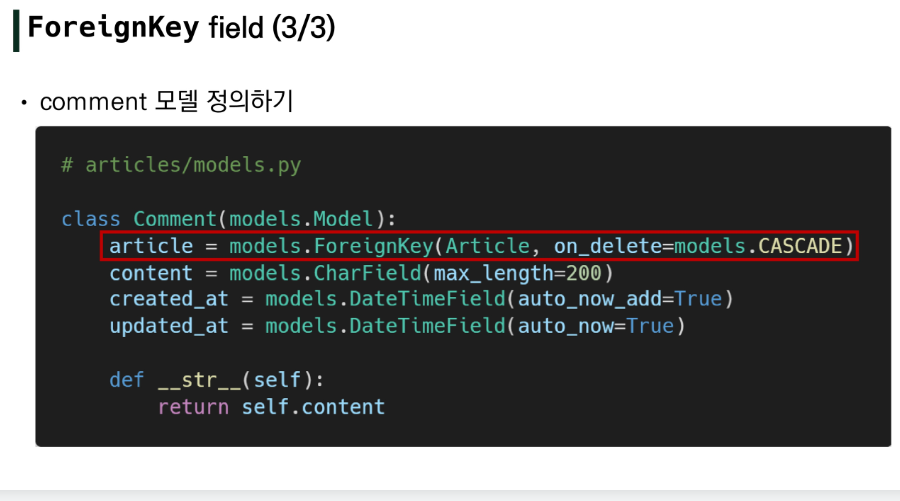 ForeignKey field (3/3)
• comment 모델 정의하기
# articles/models.py
class Comment(models.Model):
    article = models.ForeignKey(Article, on_delete=models.CASCADE)
    content = models.CharField(max_length=200)
    created_at = models.DateTimeField(auto_now_add=True)
    updated_at = models.DateTimeField(auto_now=True)
    def __str__(self):
        return self.content